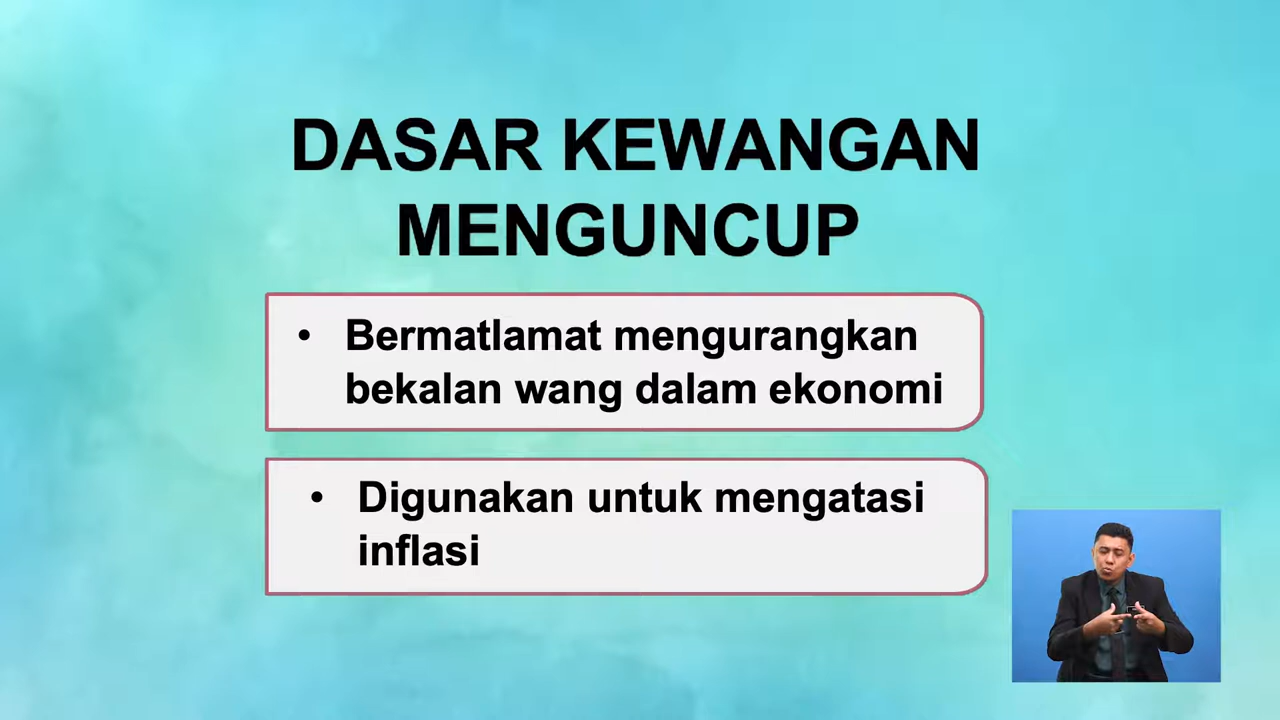 DASAR KEWANGAN
MENGUNCUP
• Bermatlamat mengurangkan
bekalan wang dalam ekonomi
• Digunakan untuk mengatasi
inflasi